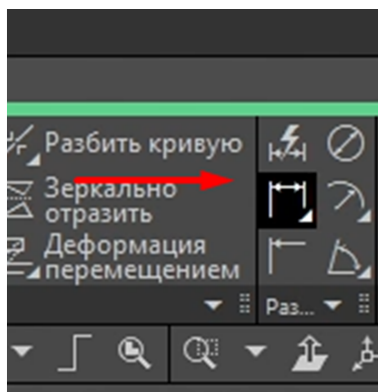 Разбить кривую
Зеркально
отразить
Деформация
перемещением
Раз...